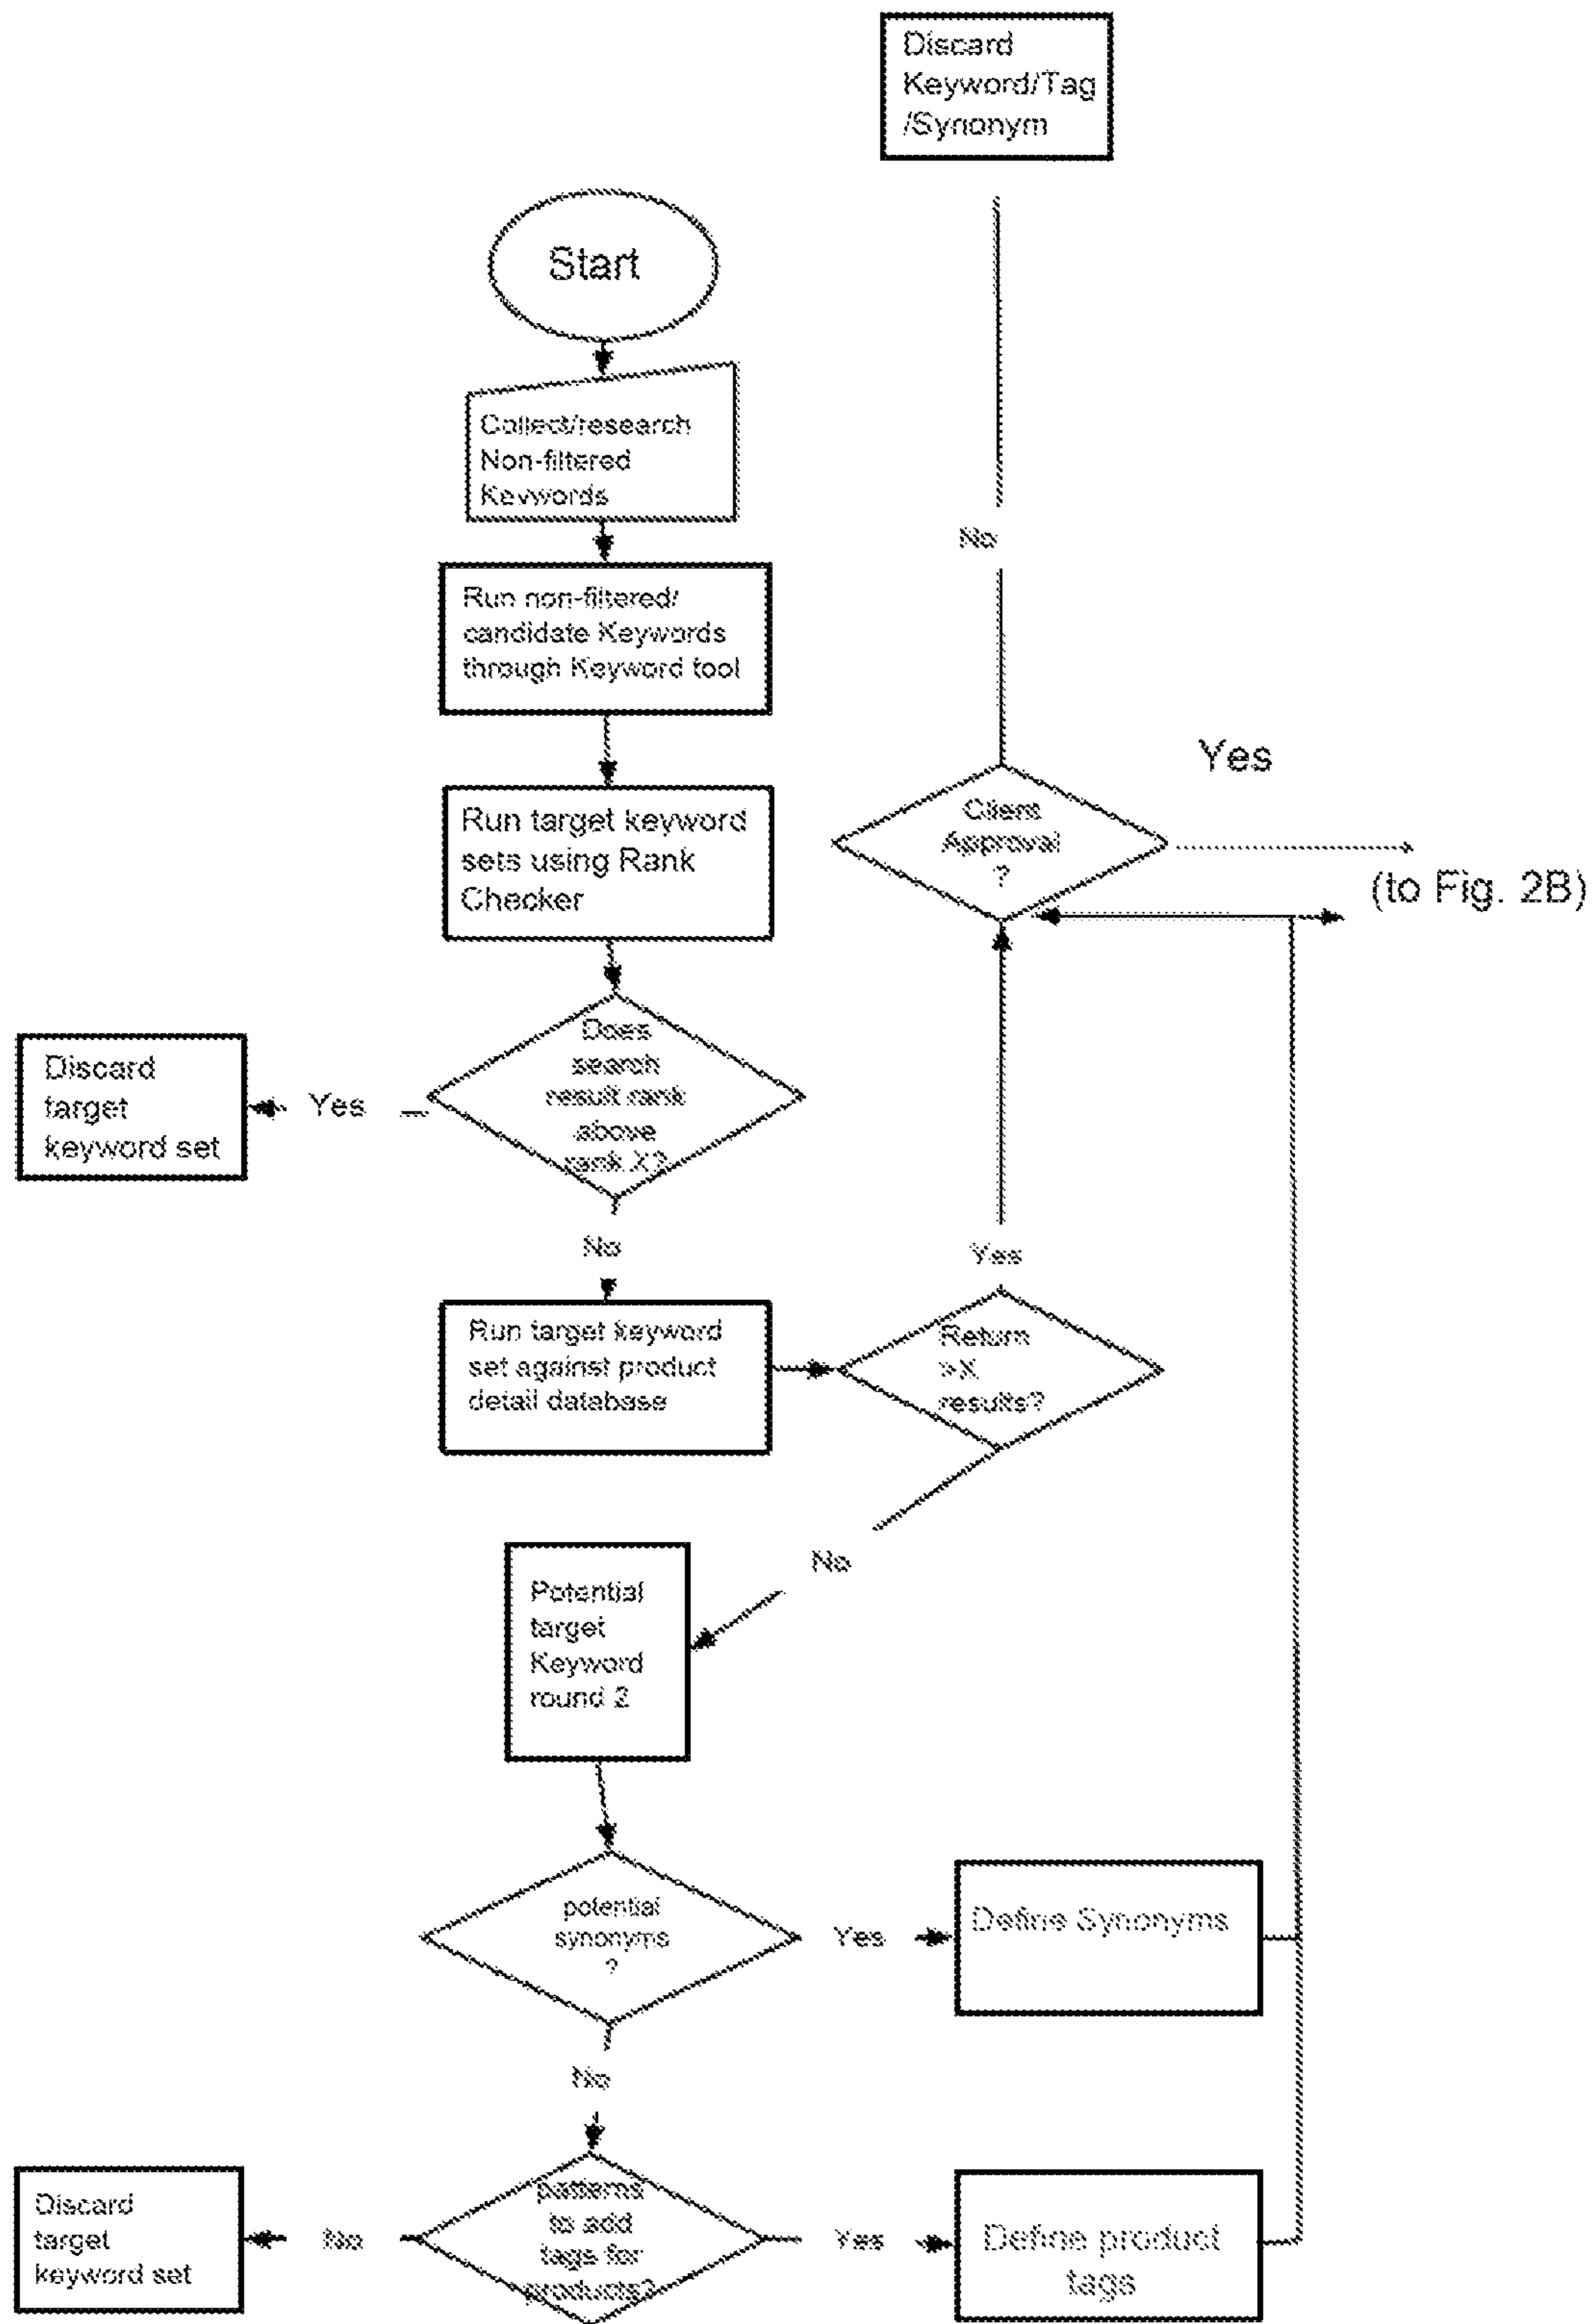 Discard
Keyword/Tag
/Synonym
Start
Collect/research
Non-filtered
Keywords
No
Run non-filtered/
candidate Keywords
through Keyword tool
Yes
Run target keyword
sets using Rank
Checker
Client
Approval
?
(to Fig. 2B)
Does
search
result rank
above
rank X?
Discard
target
keyword set
Yes
No
Yes
Run target keyword
set against product
detail database
Return
>X
results?
No
Potential
target
Keyword
round 2
potential
synonyms
?
Yes
Define Synonyms
No
Discard
target
keyword set
No
patterns
to add
tags for
products?
Yes
Define product
tags